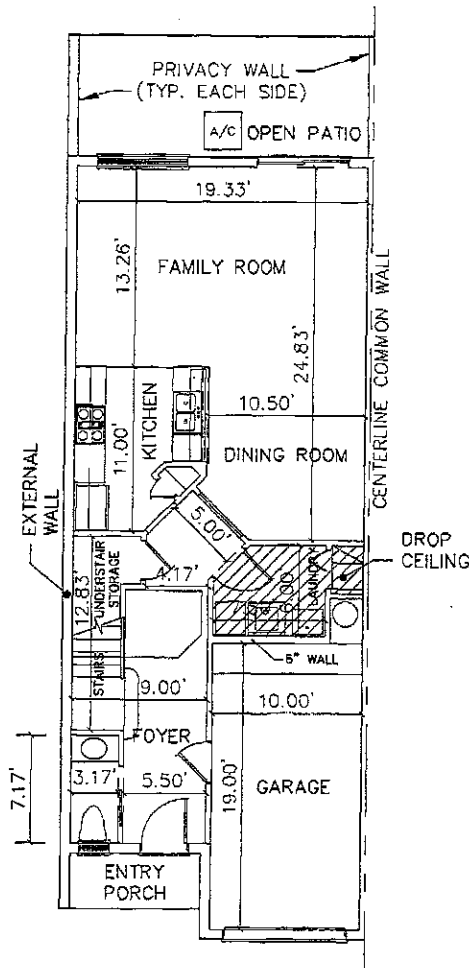 PRIVACY WALL
(TYP. EACH SIDE)
A/C
OPEN PATIO
19.33'
13.26'
FAMILY ROOM
24.83'
CENTERLINE COMMON WALL
KITCHEN
10.50'
11.00'
DINING ROOM
EXTERNAL
WALL
5.00'
DROP
CEILING
UNDERSTAIR
STORAGE
12.83'
4.17'
LAUNDRY
6" WALL
STAIRS
9.00'
10.00'
FOYER
7.17'
3.17'
5.50'
19.00'
GARAGE
ENTRY
PORCH